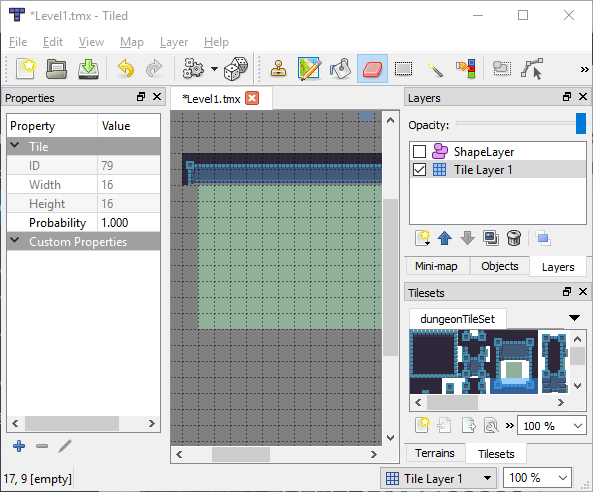 *Level1.tmx - Tiled
File Edit View Map Layer Help
»
Properties
Property Value
Tile
ID 79
Width 16
Height 16
Probability 1.000
Custom Properties
*Level1.tmx
Layers
Opacity:
ShapeLayer
Tile Layer 1
Mini-map Objects Layers
Tilesets
dungeonTileSet
» 100 %
Terrains Tilesets
17, 9 [empty]
Tile Layer 1 100 %